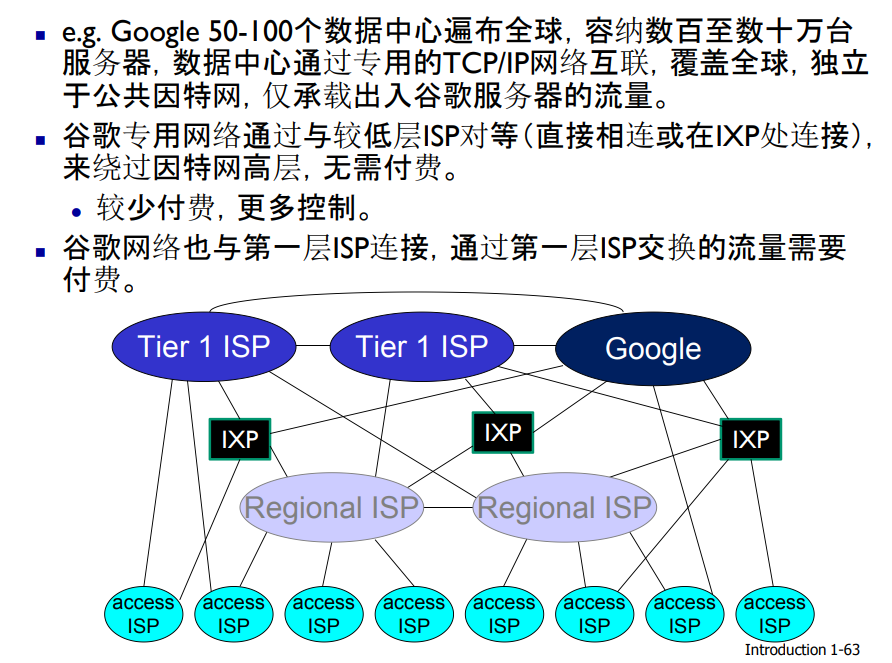 e.g. Google 50-100个数据中心遍布全球，容纳数百至数十万台
服务器，数据中心通过专用的TCP/IP网络互联，覆盖全球，独立
于公共因特网，仅承载出入谷歌服务器的流量。
谷歌专用网络通过与较低层ISP对等（直接相连或在IXP处连接），
来绕过因特网高层，无需付费。
较少付费，更多控制。
谷歌网络也与第一层ISP连接，通过第一层ISP交换的流量需要
付费。
Tier 1 ISP
Tier 1 ISP
Google
IXP
IXP
IXP
Regional ISP
Regional ISP
access
ISP
access
ISP
access
ISP
access
ISP
access
ISP
access
ISP
access
ISP
access
ISP
Introduction 1-63